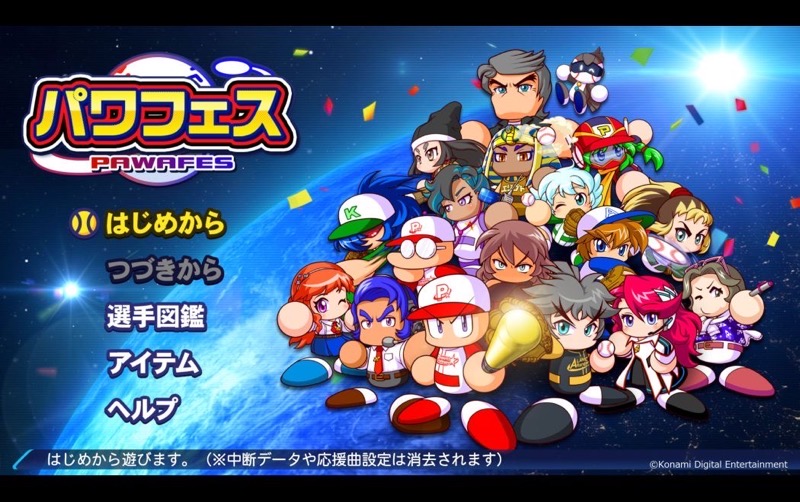 パワフェス
PAWAFES
はじめから
つづきから
選手図鑑
アイテム
ヘルプ
はじめから遊びます。（※中断データや応援曲設定は消去されます）
©Konami Digital Entertainment
K
P
P